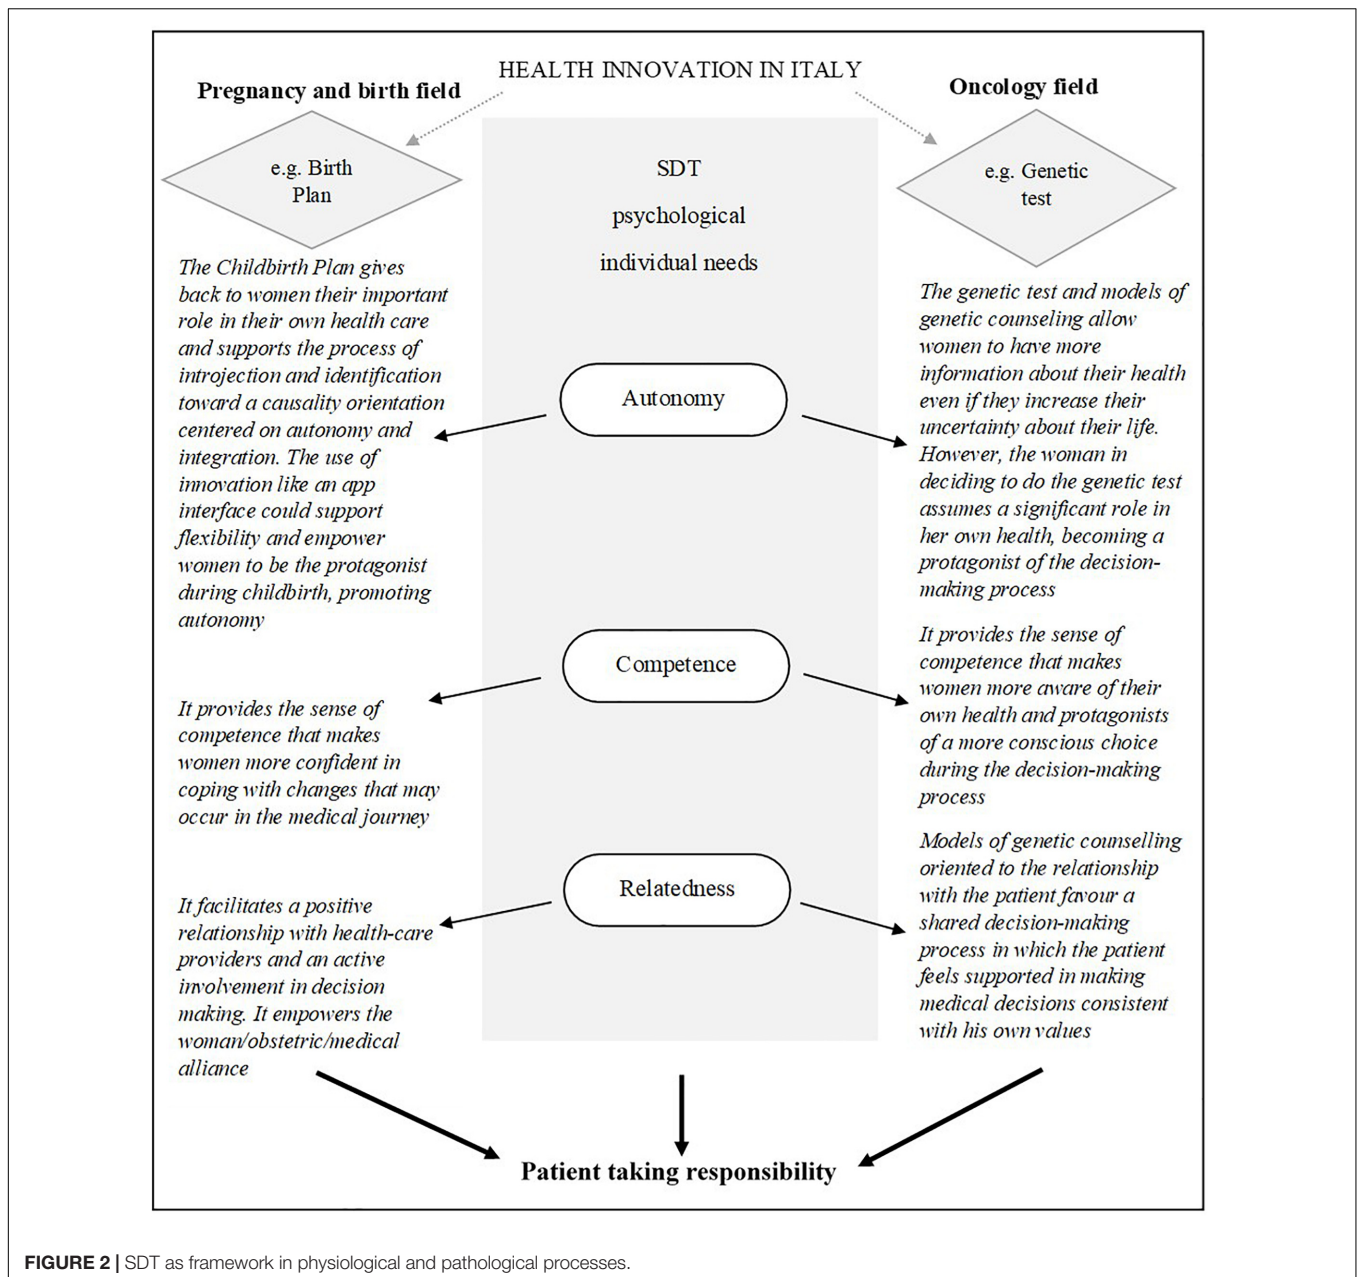 HEALTH INNOVATION IN ITALY
Pregnancy and birth field
e.g. Birth
Plan
The Childbirth Plan gives
back to women their important
role in their own health care
and supports the process of
introjection and identification
toward a causality orientation
centered on autonomy and
integration. The use of
innovation like an app
interface could support
flexibility and empower
women to be the protagonist
during childbirth, promoting
autonomy
It provides the sense of
competence that makes
women more confident in
coping with changes that may
occur in the medical journey
It facilitates a positive
relationship with health-care
providers and an active
involvement in decision
making. It empowers the
woman/obstetric/medical
alliance
SDT
psychological
individual needs
Autonomy
Competence
Relatedness
Oncology field
e.g. Genetic
test
The genetic test and models of
genetic counseling allow
women to have more
information about their health
even if they increase their
uncertainty about their life.
However, the woman in
deciding to do the genetic test
assumes a significant role in
her own health, becoming a
protagonist of the decision-
making process
It provides the sense of
competence that makes
women more aware of their
own health and protagonists
of a more conscious choice
during the decision-making
process
Models of genetic counselling
oriented to the relationship
with the patient favour a
shared decision-making
process in which the patient
feels supported in making
medical decisions consistent
with his own values
Patient taking responsibility
FIGURE 2 | SDT as framework in physiological and pathological processes.